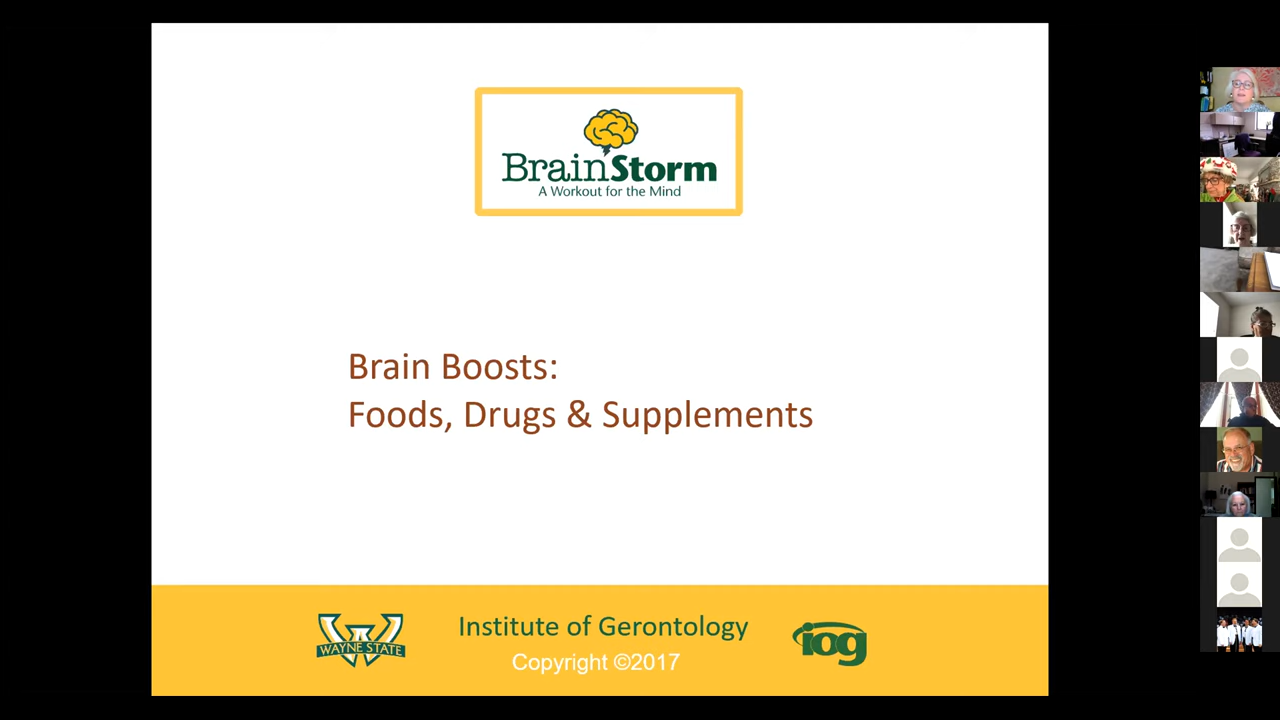 BrainStorm
A Workout for the Mind
Brain Boosts:
Foods, Drugs & Supplements
W
WAYNE STATE
Institute of Gerontology
Copyright ©2017
iog